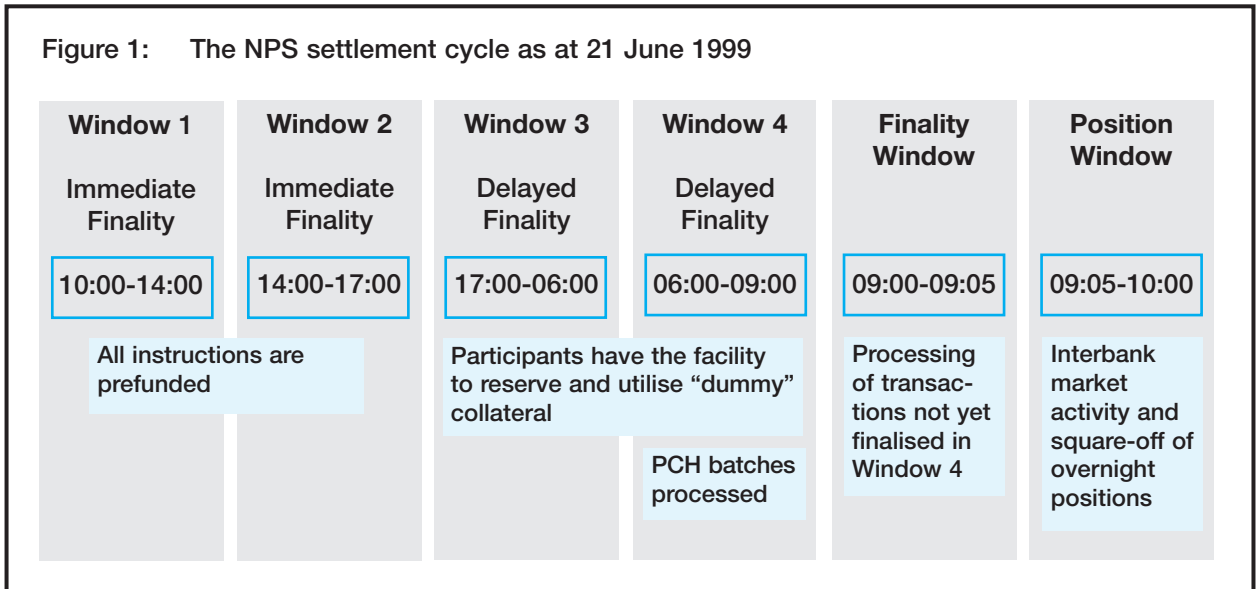 Figure 1: The NPS settlement cycle as at 21 June 1999
Window 1
Immediate
Finality
10:00-14:00
Window 2
Immediate
Finality
14:00-17:00
All instructions are
prefunded
Window 3
Delayed
Finality
17:00-06:00
Window 4
Delayed
Finality
06:00-09:00
Participants have the facility
to reserve and utilise “dummy”
collateral
PCH batches
processed
Finality
Window
09:00-09:05
Processing
of transac-
tions not yet
finalised in
Window 4
Position
Window
09:05-10:00
Interbank
market
activity and
square-off of
overnight
positions